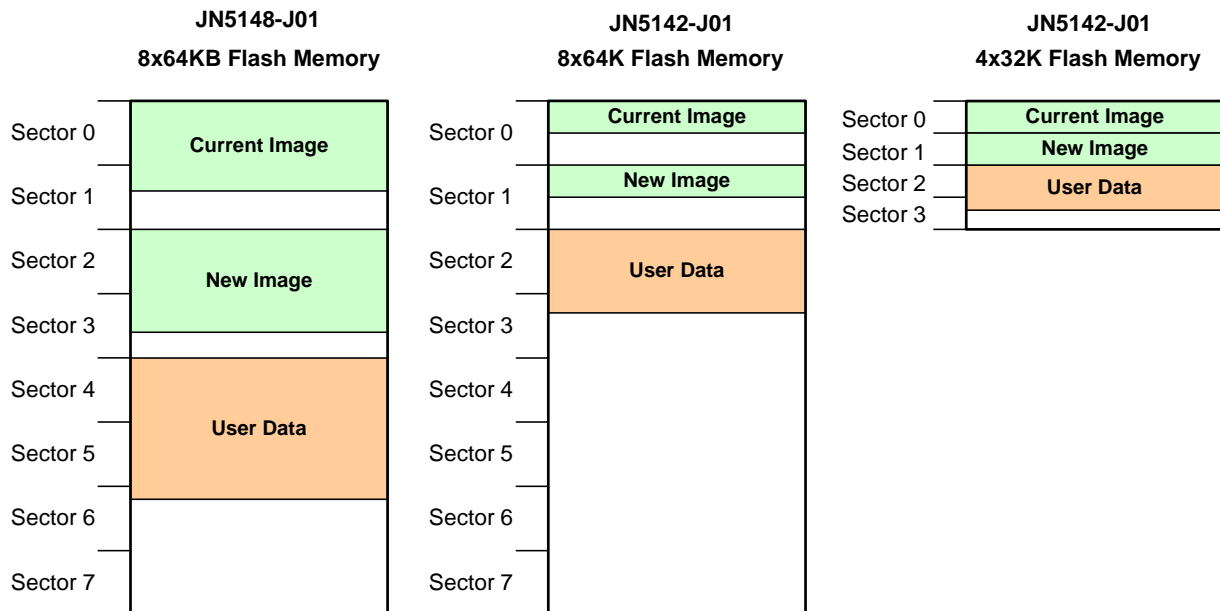 JN5148-J01
8x64KB Flash Memory
Sector 0
Sector 1
Sector 2
Sector 3
Sector 4
Sector 5
Sector 6
Sector 7
Current Image
New Image
User Data
JN5142-J01
8x64K Flash Memory
Sector 0
Sector 1
Sector 2
Sector 3
Sector 4
Sector 5
Sector 6
Sector 7
Current Image
New Image
User Data
JN5142-J01
4x32K Flash Memory
Sector 0
Sector 1
Sector 2
Sector 3
Current Image
New Image
User Data